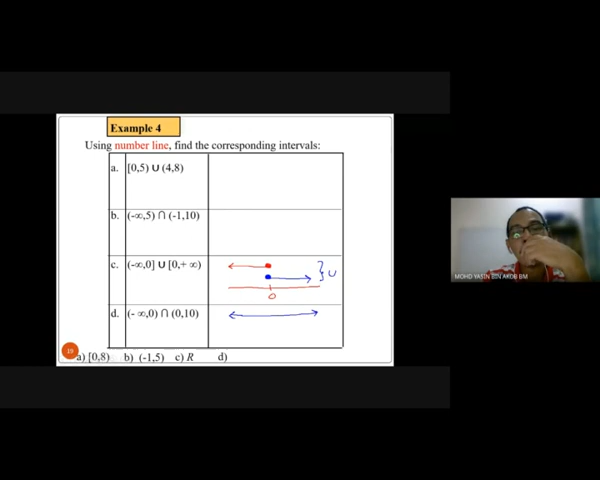 Example 4
Using number line, find the corresponding intervals:
a. [0,5) ∪ (4,8)
b. (-∞,5) ∩ (-1,10)
c. (-∞,0] ∪ [0,+ ∞)
} ∪
0
d. (- ∞,0) ∩ (0,10)
19
a) [0,8) b) (-1,5) c) R d)
MOHD YASIN BIN AKOB BM